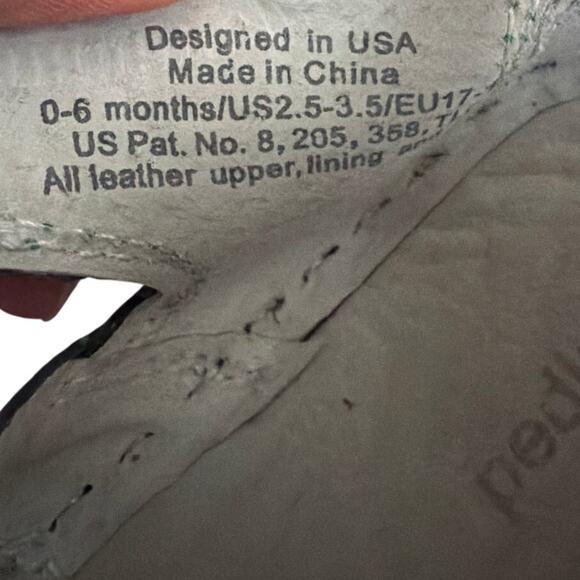 Designed in USA
Made in China
0-6 months/US2.5-3.5/EU17-
US Pat. No. 8, 205, 358,
All leather upper, lining
ped